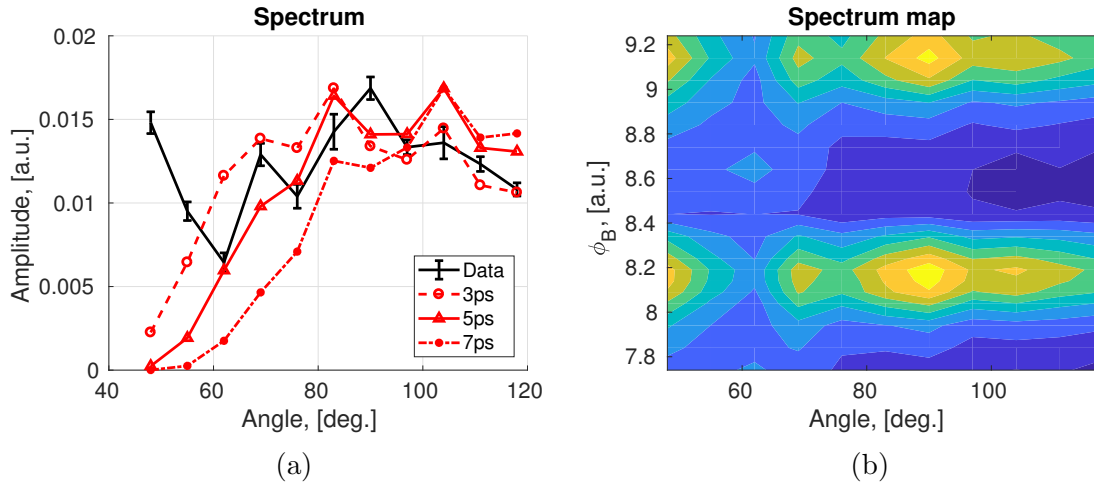 Spectrum
0.02
0.015
0.01
0.005
0
Amplitude, [a.u.]
40 60 80 100 120
Angle, [deg.]
Data
3ps
5ps
7ps
(a)
Spectrum map
9.2
9
8.8
8.6
8.4
8.2
8
7.8
ϕ_B, [a.u.]
60 80 100
Angle, [deg.]
(b)